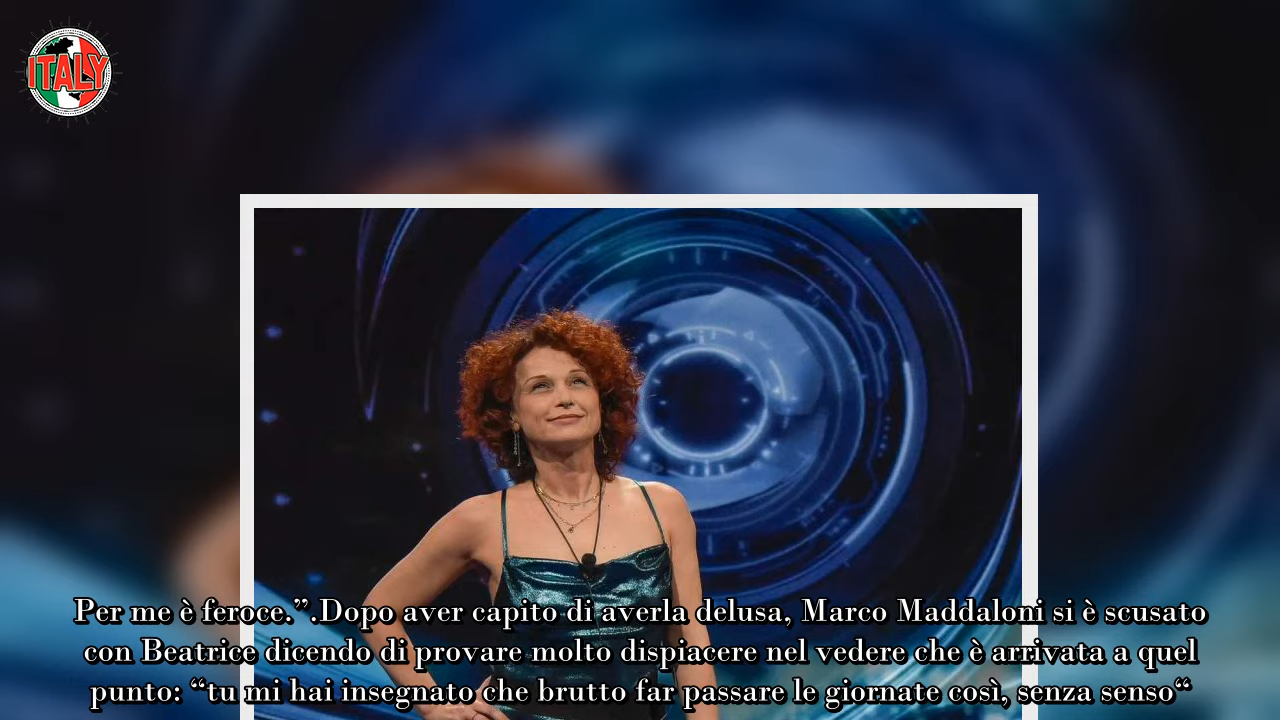 ITALY
Per me è feroce.”.Dopo aver capito di averla delusa, Marco Maddaloni si è scusato
con Beatrice dicendo di provare molto dispiacere nel vedere che è arrivata a quel
punto: “tu mi hai insegnato che brutto far passare le giornate così, senza senso“